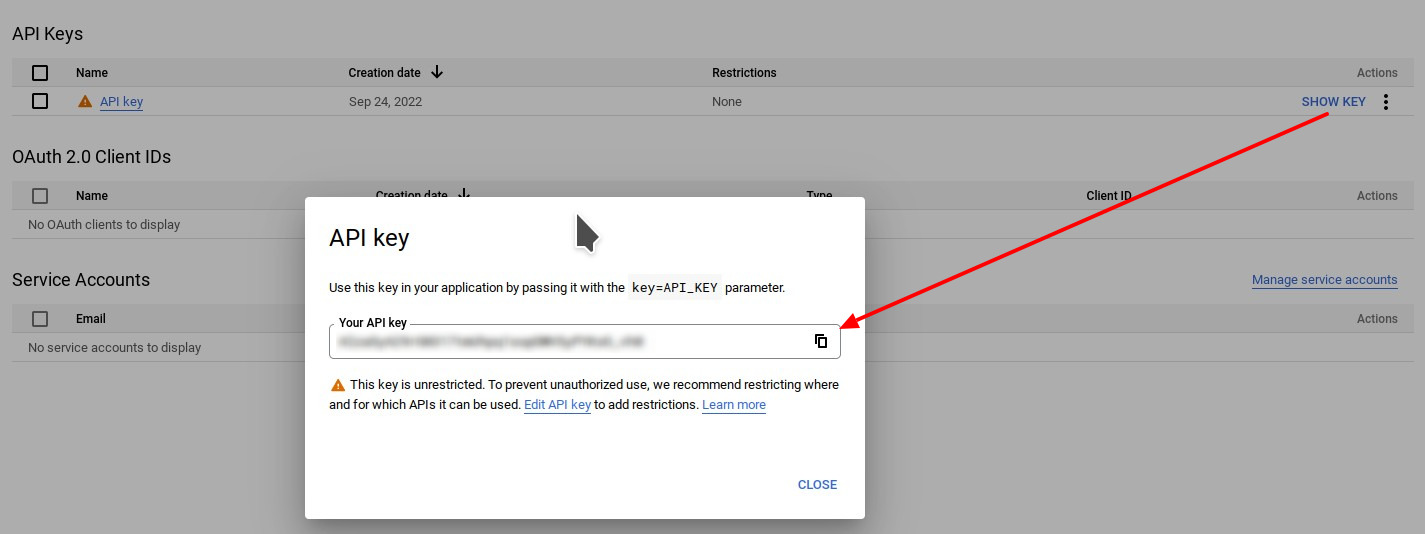 API Keys
Name Creation date Restrictions Actions
API key Sep 24, 2022 None SHOW KEY
OAuth 2.0 Client IDs
Name Creation date Type Client ID Actions
No OAuth clients to display
API key
Service Accounts Manage service accounts
Use this key in your application by passing it with the key=API_KEY parameter.
Email Actions
Your API key
No service accounts to display
This key is unrestricted. To prevent unauthorized use, we recommend restricting where
and for which APIs it can be used. Edit API key to add restrictions. Learn more
CLOSE